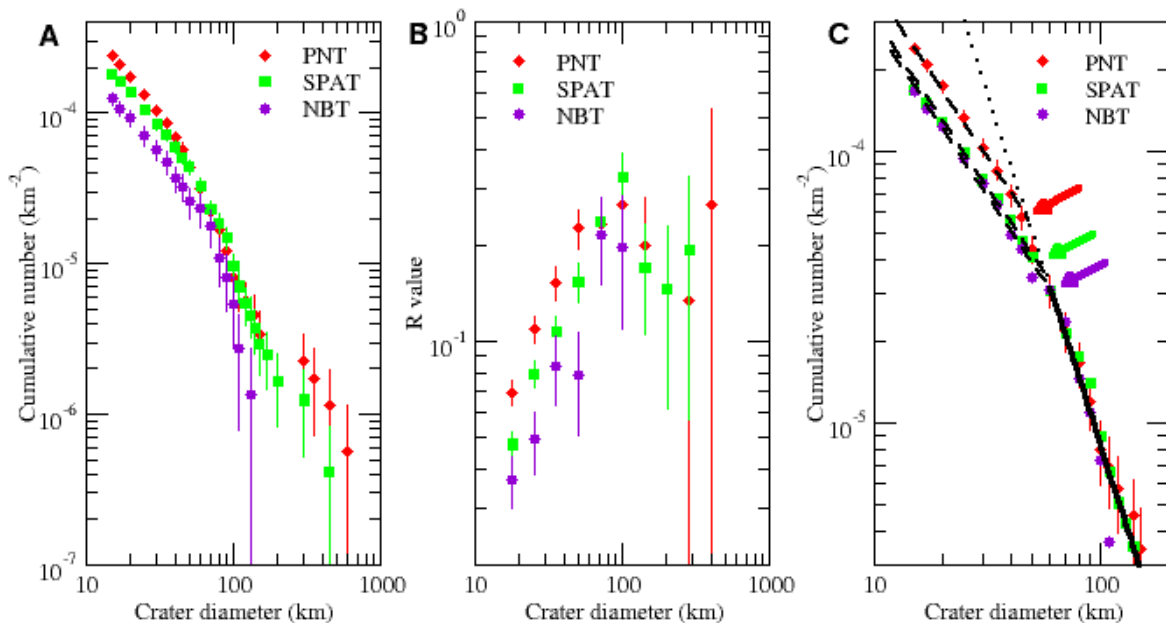 A
PNT
SPAT
NBT
10^-4
10^-5
10^-6
10^-7
10
100
1000
Cumulative number (km^-2)
Crater diameter (km)
B
PNT
SPAT
NBT
10^0
10^-1
10
100
1000
R value
Crater diameter (km)
C
PNT
SPAT
NBT
10^-4
10^-5
10
100
Cumulative number (km^-2)
Crater diameter (km)